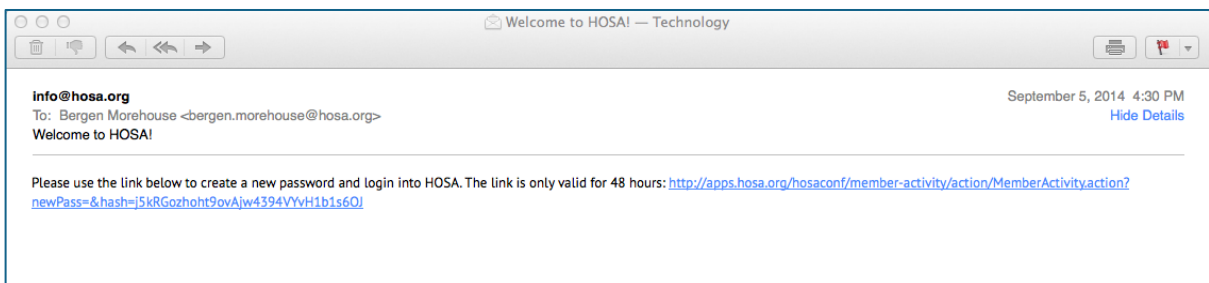 Welcome to HOSA! — Technology
info@hosa.org
September 5, 2014 4:30 PM
To: Bergen Morehouse <bergen.morehouse@hosa.org>
Hide Details
Welcome to HOSA!
Please use the link below to create a new password and login into HOSA. The link is only valid for 48 hours: http://apps.hosa.org/hosaconf/member-activity/action/MemberActivity.action?
newPass=&hash=j5kRGozhoht9ovAjw4394VYvH1b1s6OJ